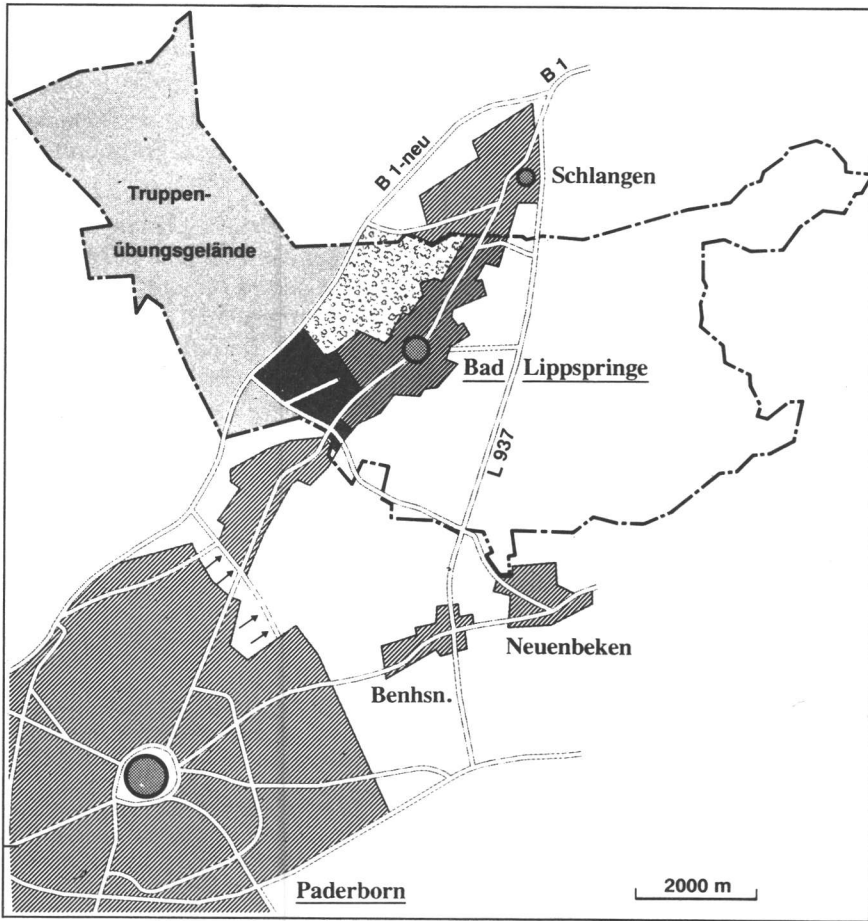 B 1
B 1-neu
Schlangen
Truppen-
übungsgelände
Bad Lippspringe
L 937
Neuenbeken
Benhsn.
Paderborn
2000 m